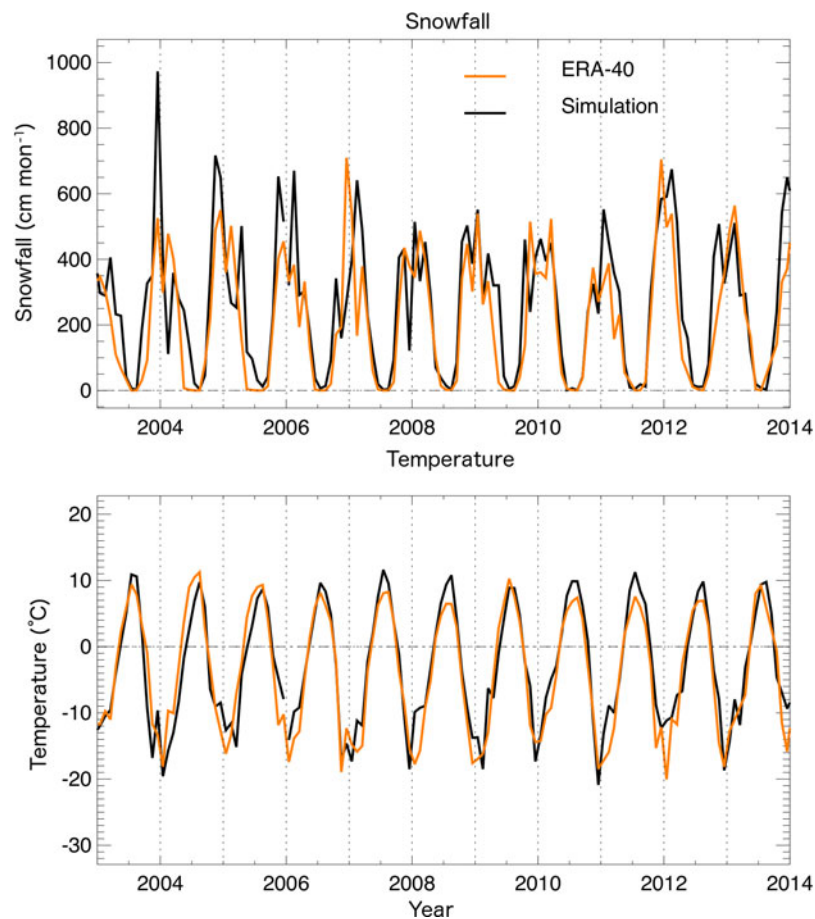 Snowfall
1000
800
600
400
200
0
Snowfall (cm mon⁻¹)
ERA-40
Simulation
2004 2006 2008 2010 2012 2014
Temperature
20
10
0
-10
-20
-30
Temperature (°C)
2004 2006 2008 2010 2012 2014
Year